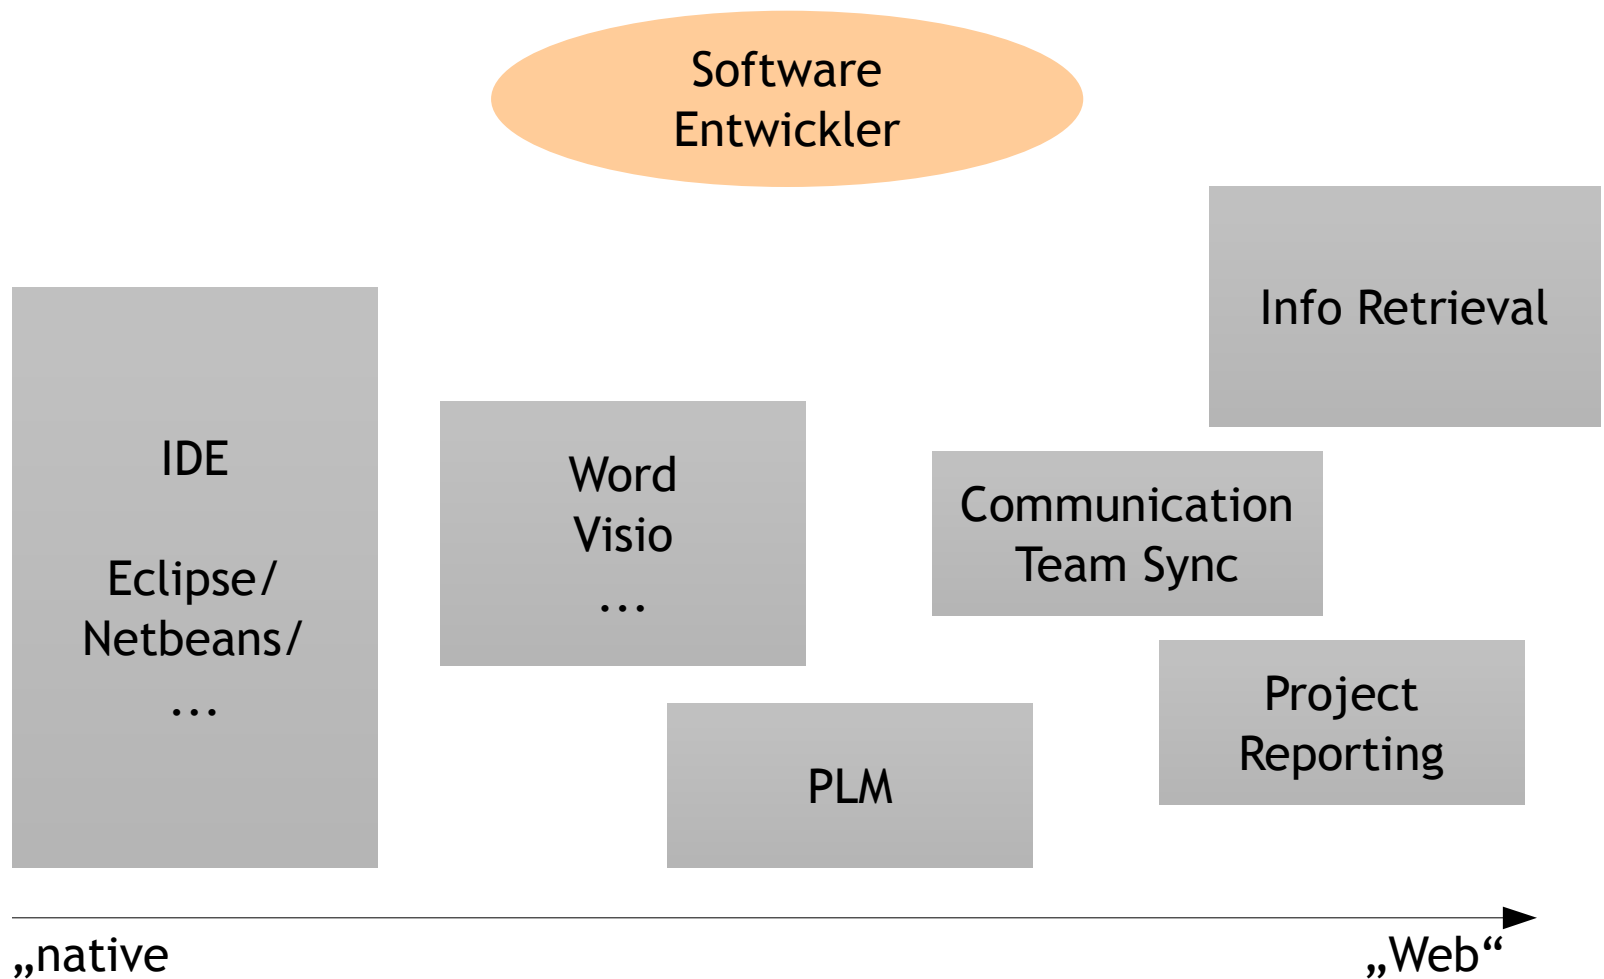 Software
Entwickler
Info Retrieval
IDE
Eclipse/
Netbeans/
...
Word
Visio
...
Communication
Team Sync
Project
Reporting
PLM
„native
„Web“